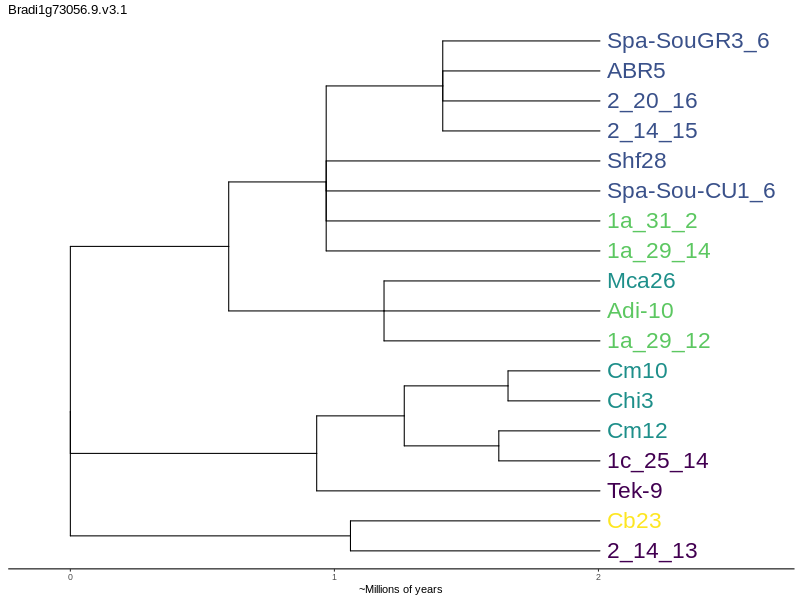 Bradi1g73056.9.v3.1
Spa-SouGR3_6
ABR5
2_20_16
2_14_15
Shf28
Spa-Sou-CU1_6
1a_31_2
1a_29_14
Mca26
Adi-10
1a_29_12
Cm10
Chi3
Cm12
1c_25_14
Tek-9
Cb23
2_14_13
0 1 2
~Millions of years